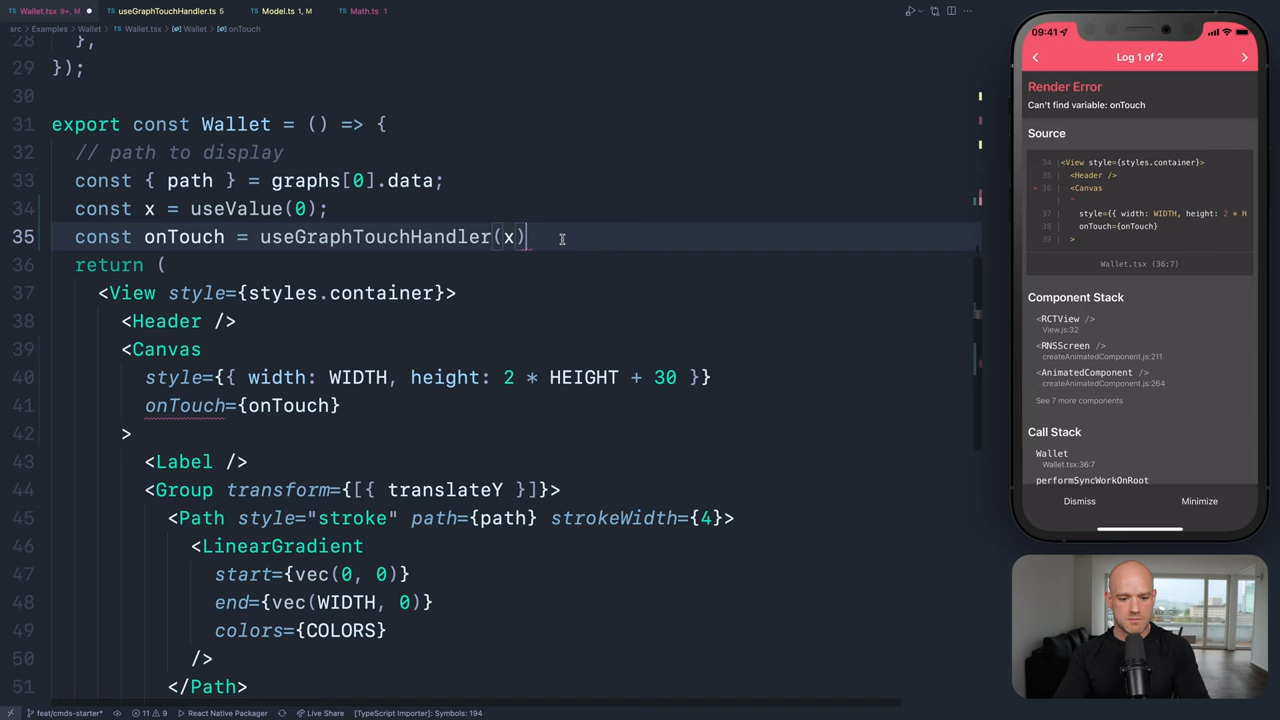 Wallet.tsx 9+, M
useGraphTouchHandler.ts 5
Model.ts 1, M
Math.ts 1
src > Examples > Wallet > Wallet.tsx > Wallet > onTouch
28 },
29 });
30
31 export const Wallet = () => {
32 // path to display
33 const { path } = graphs[0].data;
34 const x = useValue(0);
35 const onTouch = useGraphTouchHandler(x)
36 return (
37 <View style={styles.container}>
38 <Header />
39 <Canvas
40 style={{ width: WIDTH, height: 2 * HEIGHT + 30 }}
41 onTouch={onTouch}
42 >
43 <Label />
44 <Group transform={[{ translateY }]}>
45 <Path style="stroke" path={path} strokeWidth={4}>
46 <LinearGradient
47 start={vec(0, 0)}
48 end={vec(WIDTH, 0)}
49 colors={COLORS}
50 />
51 </Path>
feat/cmds-starter* 11 9 React Native Packager Live Share [TypeScript Importer]: Symbols: 194
09:41
Log 1 of 2
Render Error
Can't find variable: onTouch
Source
34 | <View style={styles.container}>
35 | <Header />
> 36 | <Canvas
| ^
37 | style={{ width: WIDTH, height: 2 * H
38 | onTouch={onTouch}
39 | >
Wallet.tsx (36:7)
Component Stack
<RCTView />
View.js:32
<RNSScreen />
createAnimatedComponent.js:211
<AnimatedComponent />
createAnimatedComponent.js:264
See 7 more components
Call Stack
Wallet
Wallet.tsx:36:7
performSyncWorkOnRoot
Dismiss
Minimize